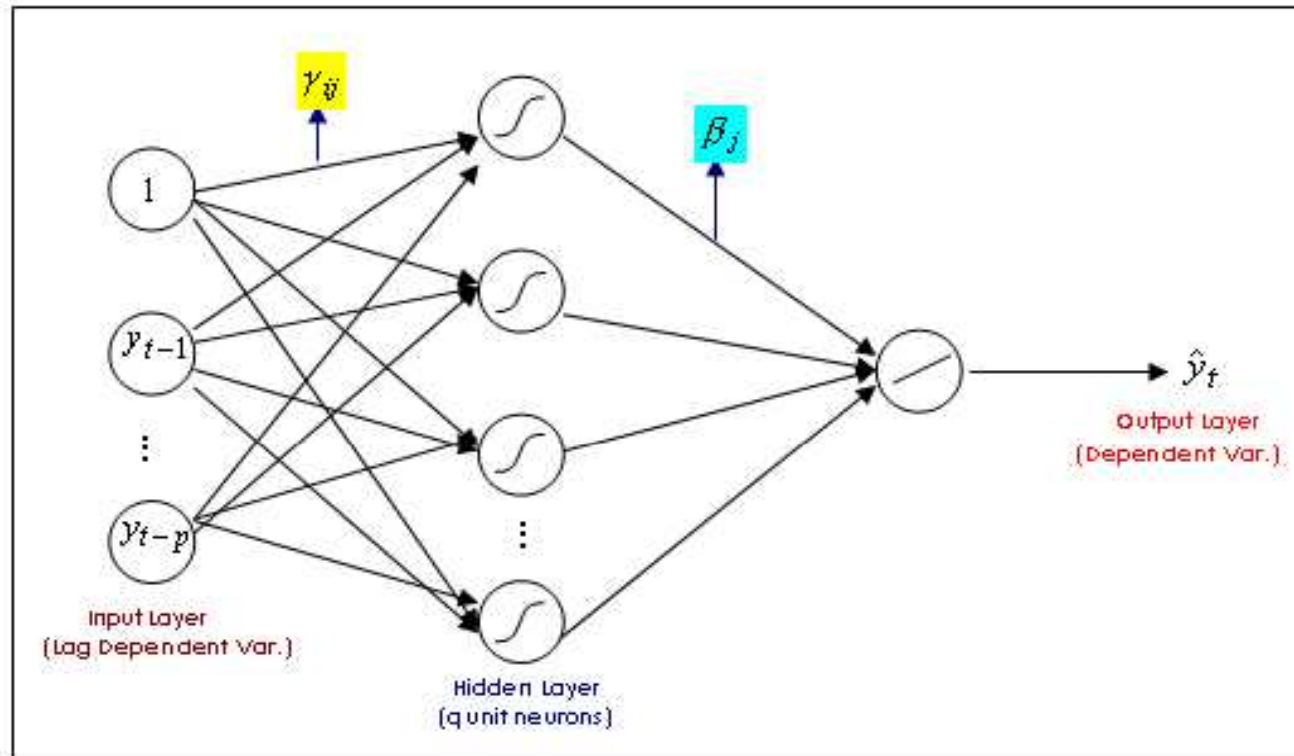 γij
βj
1
yt−1
⋮
yt−p
⋮
ŷt
Output Layer
(Dependent Var.)
Input Layer
(Lag Dependent Var.)
Hidden Layer
(q unit neurons)